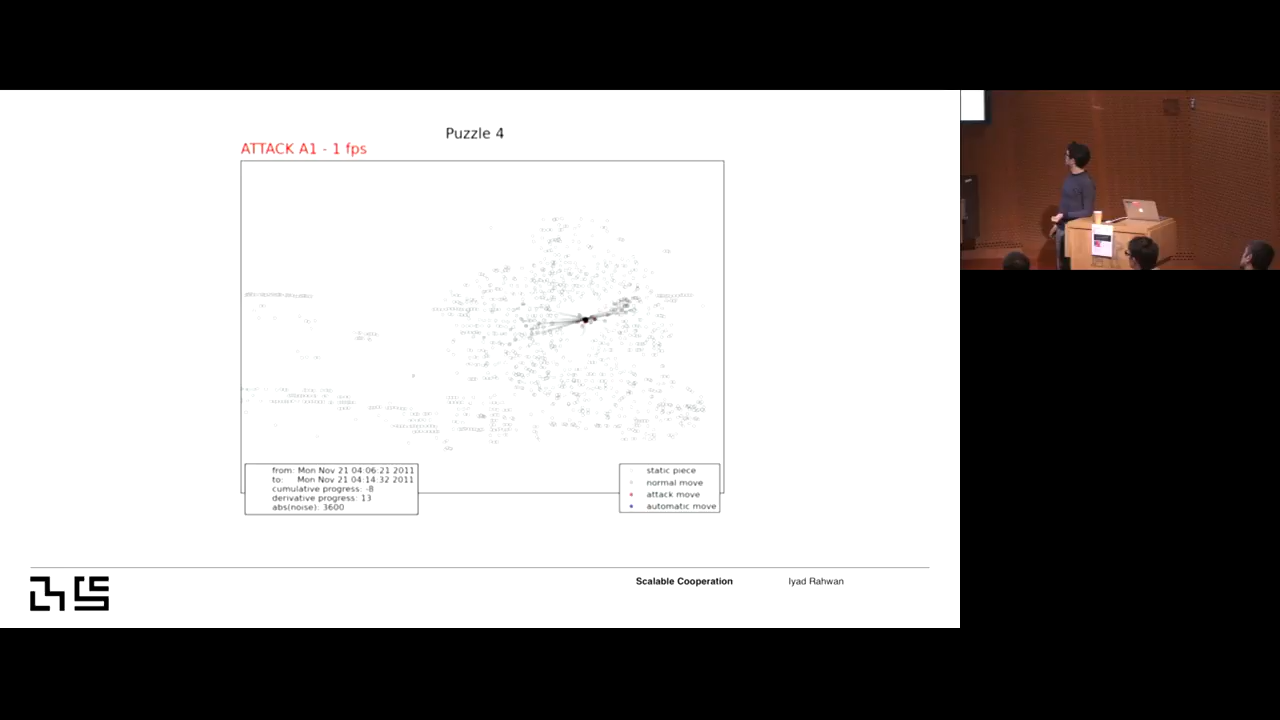 Puzzle 4
ATTACK A1 - 1 fps
from: Mon Nov 21 04:06:21 2011
to: Mon Nov 21 04:14:32 2011
cumulative progress: -8
derivative progress: 13
abs(noise): 3600
static piece
normal move
attack move
automatic move
Scalable Cooperation
Iyad Rahwan